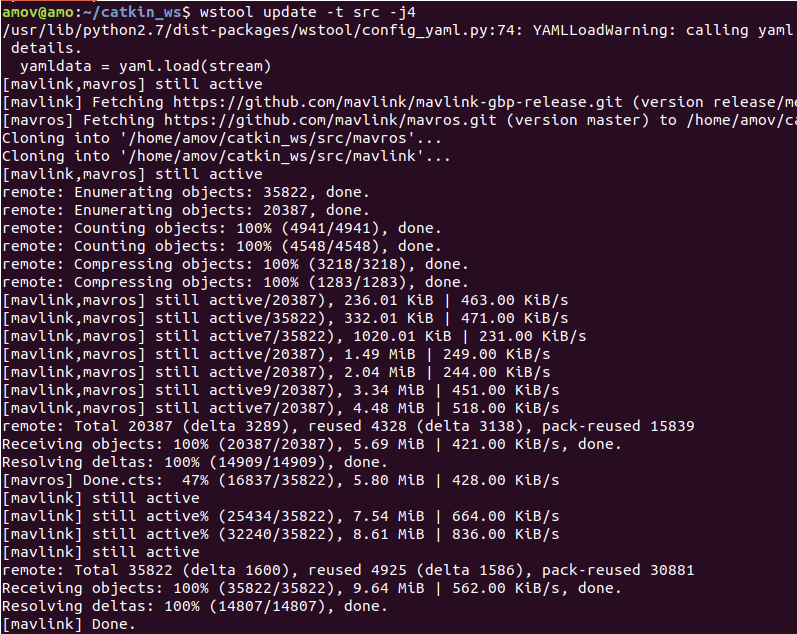 amov@amo:~/catkin_ws$ wstool update -t src -j4
/usr/lib/python2.7/dist-packages/wstool/config_yaml.py:74: YAMLLoadWarning: calling yaml
 details.
  yamldata = yaml.load(stream)
[mavlink,mavros] still active
[mavlink] Fetching https://github.com/mavlink/mavlink-gbp-release.git (version release/me
[mavros] Fetching https://github.com/mavlink/mavros.git (version master) to /home/amov/ca
Cloning into '/home/amov/catkin_ws/src/mavros'...
Cloning into '/home/amov/catkin_ws/src/mavlink'...
[mavlink,mavros] still active
remote: Enumerating objects: 35822, done.
remote: Enumerating objects: 20387, done.
remote: Counting objects: 100% (4941/4941), done.
remote: Counting objects: 100% (4548/4548), done.
remote: Compressing objects: 100% (3218/3218), done.
remote: Compressing objects: 100% (1283/1283), done.
[mavlink,mavros] still active/20387), 236.01 KiB | 463.00 KiB/s
[mavlink,mavros] still active/35822), 332.01 KiB | 471.00 KiB/s
[mavlink,mavros] still active7/35822), 1020.01 KiB | 231.00 KiB/s
[mavlink,mavros] still active/20387), 1.49 MiB | 249.00 KiB/s
[mavlink,mavros] still active/20387), 2.04 MiB | 244.00 KiB/s
[mavlink,mavros] still active9/20387), 3.34 MiB | 451.00 KiB/s
[mavlink,mavros] still active7/20387), 4.48 MiB | 518.00 KiB/s
remote: Total 20387 (delta 3289), reused 4328 (delta 3138), pack-reused 15839
Receiving objects: 100% (20387/20387), 5.69 MiB | 421.00 KiB/s, done.
Resolving deltas: 100% (14909/14909), done.
[mavros] Done.cts:  47% (16837/35822), 5.80 MiB | 428.00 KiB/s
[mavlink] still active
[mavlink] still active% (25434/35822), 7.54 MiB | 664.00 KiB/s
[mavlink] still active% (32240/35822), 8.61 MiB | 836.00 KiB/s
[mavlink] still active
remote: Total 35822 (delta 1600), reused 4925 (delta 1586), pack-reused 30881
Receiving objects: 100% (35822/35822), 9.64 MiB | 562.00 KiB/s, done.
Resolving deltas: 100% (14807/14807), done.
[mavlink] Done.